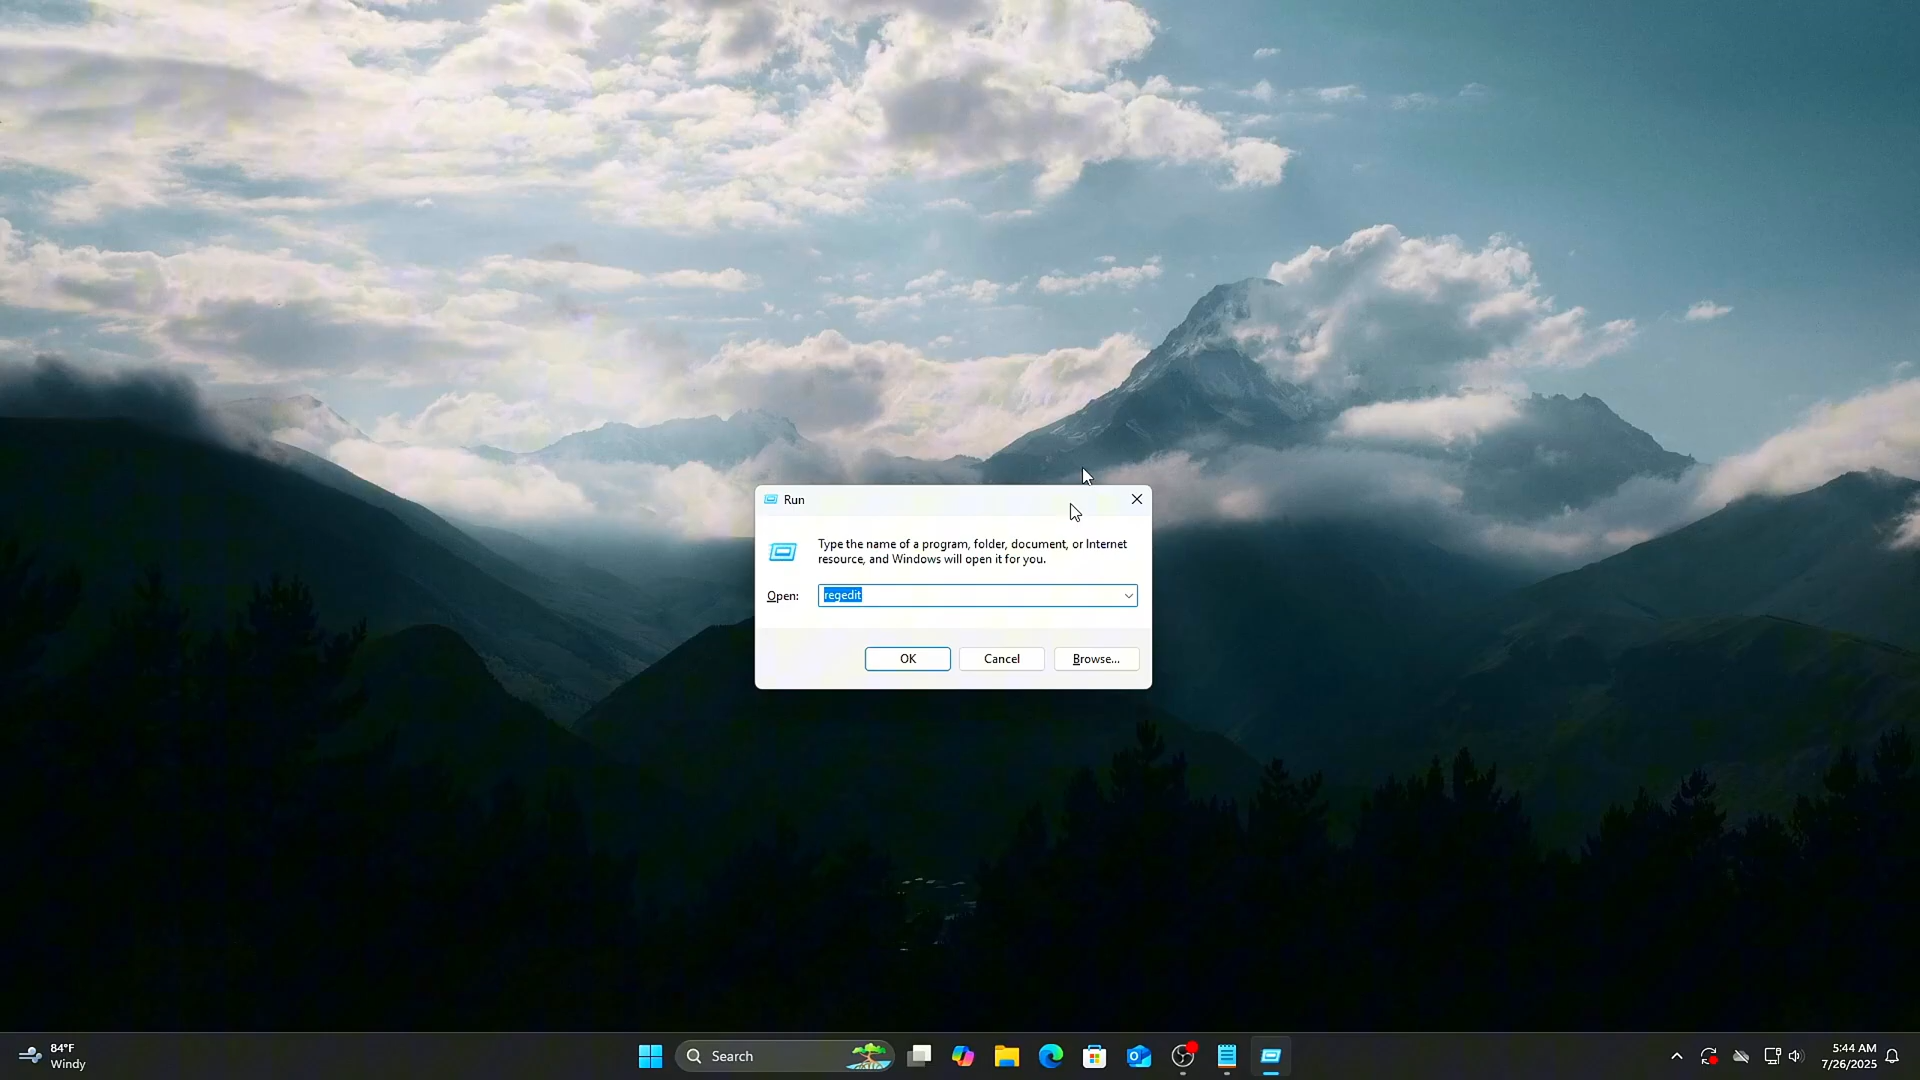 Run
Type the name of a program, folder, document, or Internet
resource, and Windows will open it for you.
Open:
regedit
OK
Cancel
Browse...
84°F
Windy
Search
5:44 AM
7/26/2025